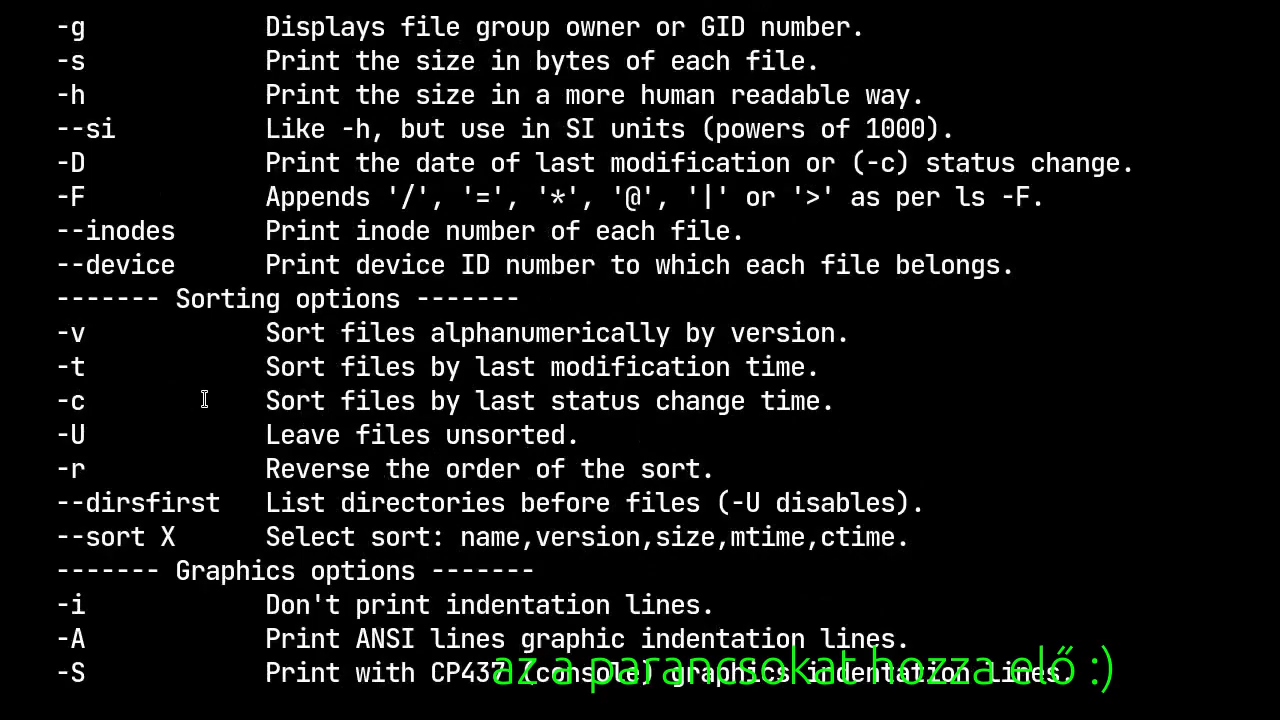 -g            Displays file group owner or GID number.
-s            Print the size in bytes of each file.
-h            Print the size in a more human readable way.
--si          Like -h, but use in SI units (powers of 1000).
-D            Print the date of last modification or (-c) status change.
-F            Appends '/', '=', '*', '@', '|' or '>' as per ls -F.
--inodes      Print inode number of each file.
--device      Print device ID number to which each file belongs.
------- Sorting options -------
-v            Sort files alphanumerically by version.
-t            Sort files by last modification time.
-c            Sort files by last status change time.
-U            Leave files unsorted.
-r            Reverse the order of the sort.
--dirsfirst   List directories before files (-U disables).
--sort X      Select sort: name,version,size,mtime,ctime.
------- Graphics options -------
-i            Don't print indentation lines.
-A            Print ANSI lines graphic indentation lines.
-S            Print with CP437 (console) graphics indentation lines.
az a parancsokat hozza elő :)